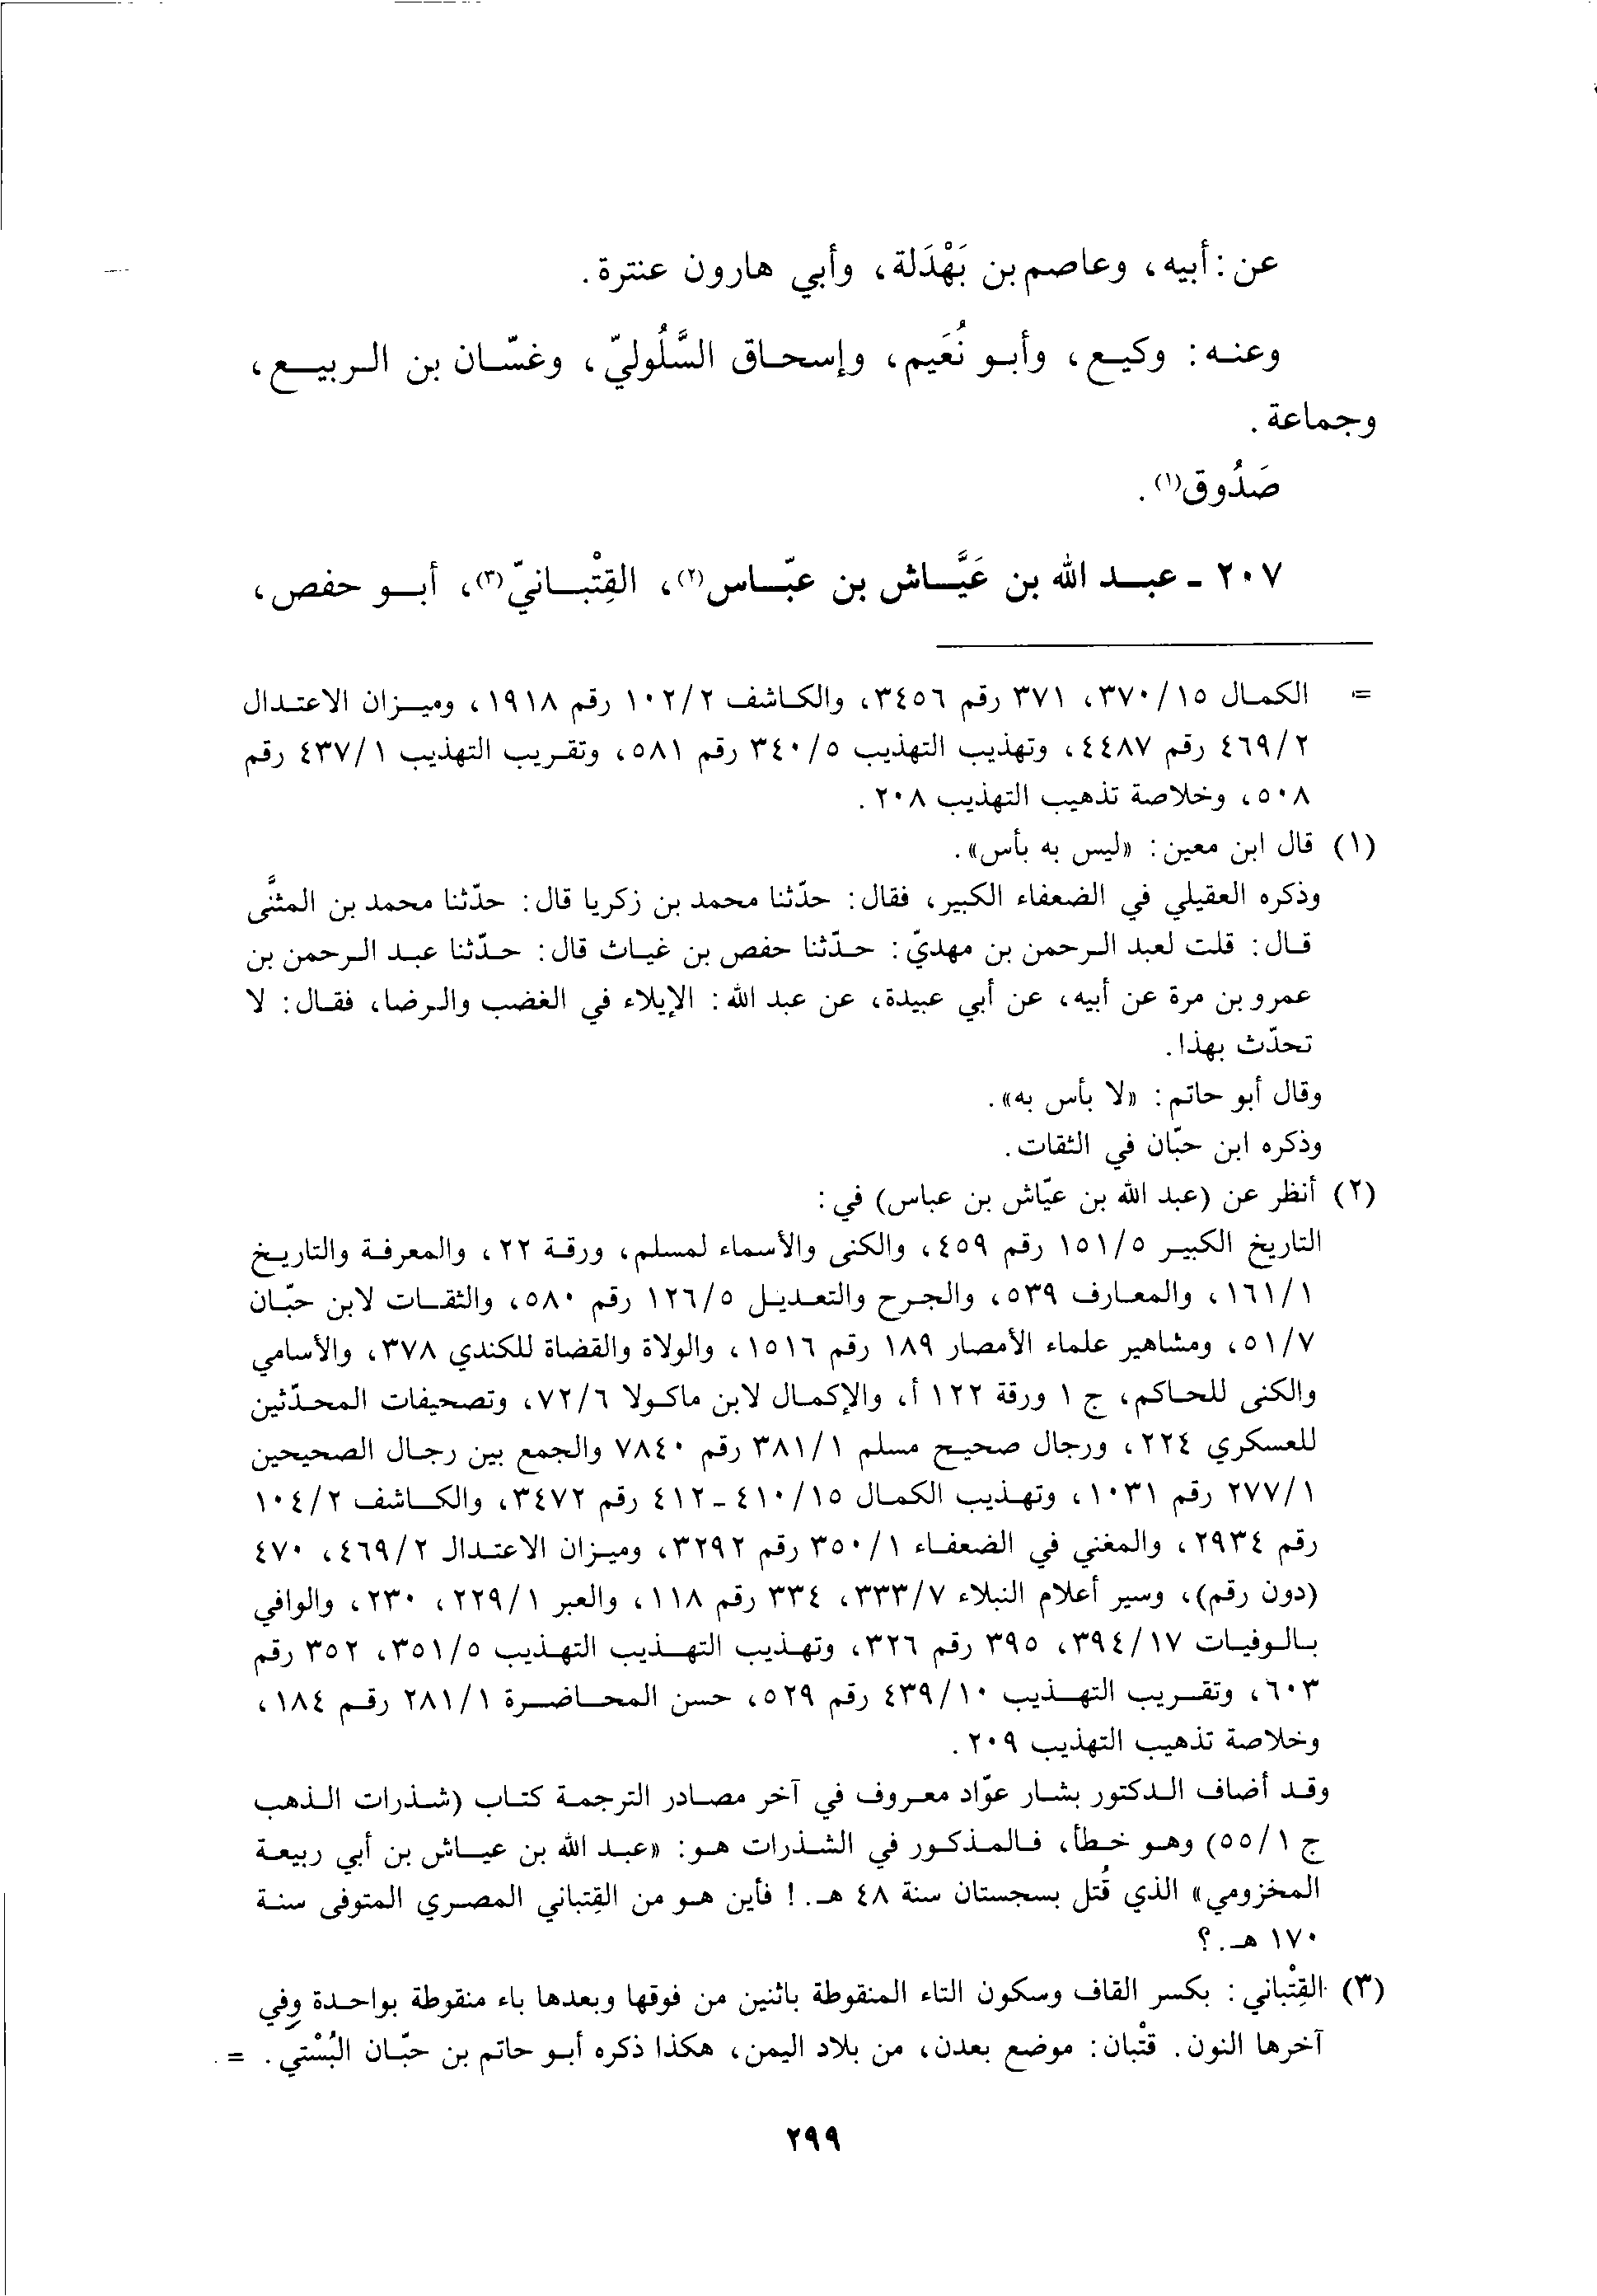 عن: أبيه، وعاصم بن بَهْدَلة، وأبي هارون عنترة.
وعنه: وكيع، وأبو نُعَيم، وإسحاق السَّلُوليّ، وغسّان بن الربيع،
وجماعة.
صَدُوق(١).
٢٠٧ - عبد الله بن عَيَّاش بن عبّاس(٢)، القِتْبانيّ(٣)، أبو حفص،
= الكمال ٣٧٠/١٥، ٣٧١ رقم ٣٤٥٦، والكاشف ١٠٢/٢ رقم ١٩١٨، وميزان الاعتدال
٤٦٩/٢ رقم ٤٤٨٧، وتهذيب التهذيب ٣٤٠/٥ رقم ٥٨١، وتقريب التهذيب ٤٣٧/١ رقم
٥٠٨، وخلاصة تذهيب التهذيب ٢٠٨.
(١) قال ابن معين: «ليس به بأس».
وذكره العقيلي في الضعفاء الكبير، فقال: حدّثنا محمد بن زكريا قال: حدّثنا محمد بن المثنَّى
قال: قلت لعبد الرحمن بن مهديّ: حدّثنا حفص بن غياث قال: حدّثنا عبد الرحمن بن
عمرو بن مرة عن أبيه، عن أبي عبيدة، عن عبد الله: الإيلاء في الغضب والرضا، فقال: لا
تحدّث بهذا.
وقال أبو حاتم: «لا بأس به».
وذكره ابن حبّان في الثقات.
(٢) أنظر عن (عبد الله بن عيّاش بن عباس) في:
التاريخ الكبير ١٥١/٥ رقم ٤٥٩، والكنى والأسماء لمسلم، ورقة ٢٢، والمعرفة والتاريخ
١٦١/١، والمعارف ٥٣٩، والجرح والتعديل ١٢٦/٥ رقم ٥٨٠، والثقات لابن حبّان
٥١/٧، ومشاهير علماء الأمصار ١٨٩ رقم ١٥١٦، والولاة والقضاة للكندي ٣٧٨، والأسامي
والكنى للحاكم، ج ١ ورقة ١٢٢ أ، والإكمال لابن ماكولا ٧٢/٦، وتصحيفات المحدّثين
للعسكري ٢٢٤، ورجال صحيح مسلم ٣٨١/١ رقم ٧٨٤٠ والجمع بين رجال الصحيحين
٢٧٧/١ رقم ١٠٣١، وتهذيب الكمال ٤١٠/١٥ - ٤١٢ رقم ٣٤٧٢، والكاشف ١٠٤/٢
رقم ٢٩٣٤، والمغني في الضعفاء ٣٥٠/١ رقم ٣٢٩٢، وميزان الاعتدال ٤٦٩/٢، ٤٧٠
(دون رقم)، وسير أعلام النبلاء ٣٣٣/٧، ٣٣٤ رقم ١١٨، والعبر ٢٢٩/١، ٢٣٠، والوافي
بالوفيات ٣٩٤/١٧، ٣٩٥ رقم ٣٢٦، وتهذيب التهذيب التهذيب ٣٥١/٥، ٣٥٢ رقم
٦٠٣، وتقريب التهذيب ٤٣٩/١٠ رقم ٥٢٩، حسن المحاضرة ٢٨١/١ رقم ١٨٤،
وخلاصة تذهيب التهذيب ٢٠٩.
وقد أضاف الدكتور بشار عوّاد معروف في آخر مصادر الترجمة كتاب (شذرات الذهب
ج ٥٥/١) وهو خطأ، فالمذكور في الشذرات هو: «عبد الله بن عياش بن أبي ربيعة
المخزومي» الذي قُتل بسجستان سنة ٤٨ هـ.! فأين هو من القِتباني المصري المتوفى سنة
١٧٠ هـ.؟
(٣) القِتْباني: بكسر القاف وسكون التاء المنقوطة باثنين من فوقها وبعدها باء منقوطة بواحدة وفي
آخرها النون. قِتْبان: موضع بعدن، من بلاد اليمن، هكذا ذكره أبو حاتم بن حبّان البُسْتي. =
٢٩٩